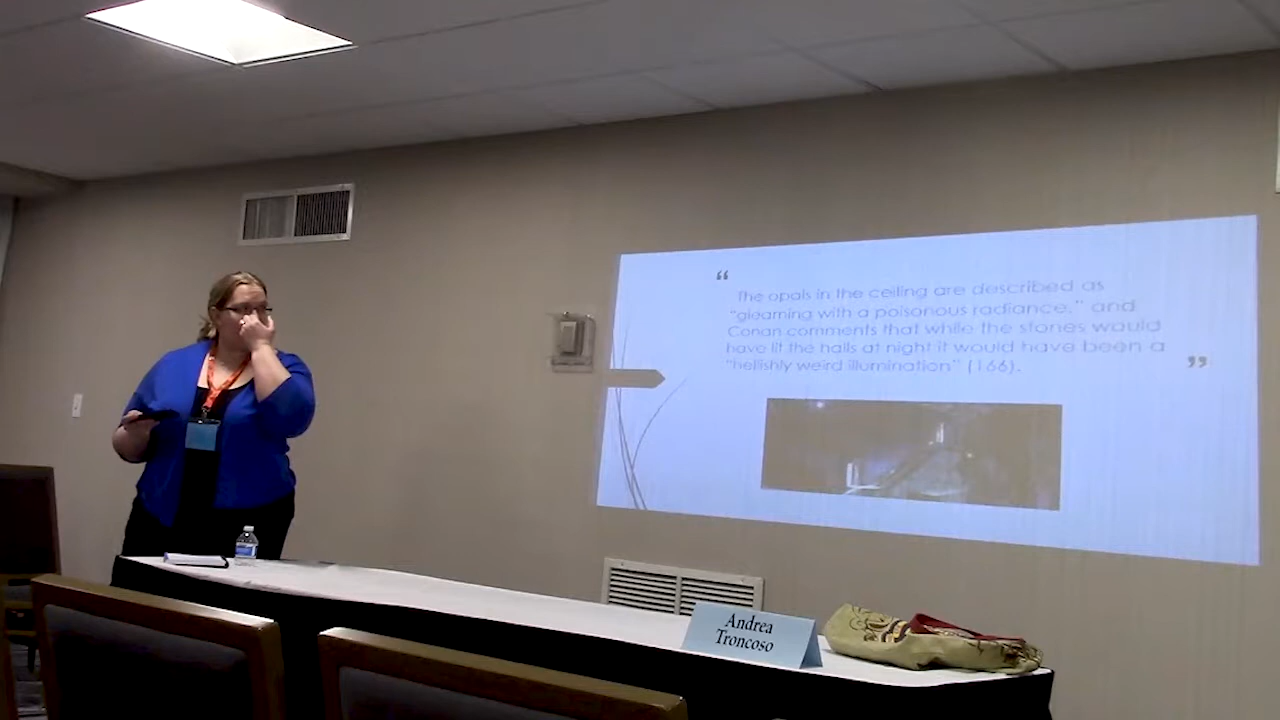 “
The opals in the ceiling are described as
“gleaming with a poisonous radiance,” and
Conan comments that while the stones would
have lit the halls at night it would have been a
“hellishly weird illumination” (166).
”
Andrea
Troncoso